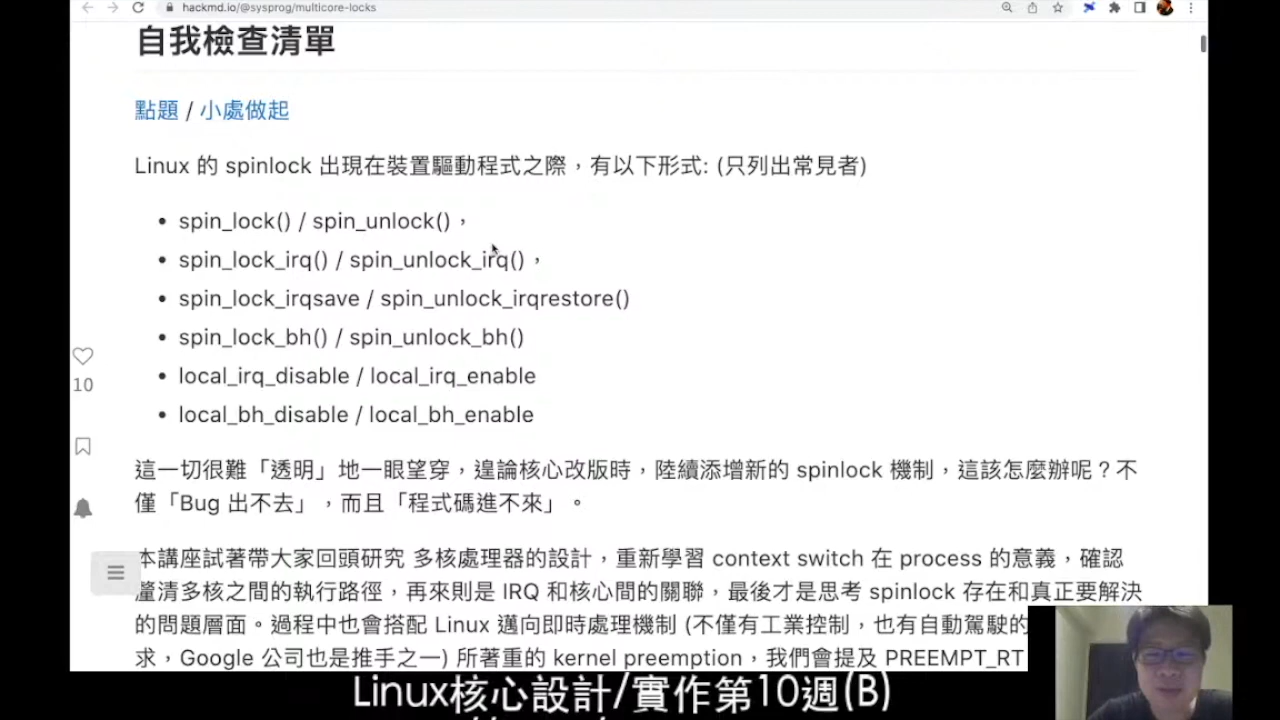 hackmd.io/@sysprog/multicore-locks
自我檢查清單
點題 / 小處做起
Linux 的 spinlock 出現在裝置驅動程式之際，有以下形式: (只列出常見者)
spin_lock() / spin_unlock()，
spin_lock_irq() / spin_unlock_irq()，
spin_lock_irqsave / spin_unlock_irqrestore()
spin_lock_bh() / spin_unlock_bh()
local_irq_disable / local_irq_enable
local_bh_disable / local_bh_enable
10
這一切很難「透明」地一眼望穿，遑論核心改版時，陸續添增新的 spinlock 機制，這該怎麼辦呢？不
僅「Bug 出不去」，而且「程式碼進不來」。
本講座試著帶大家回頭研究 多核處理器的設計，重新學習 context switch 在 process 的意義，確認
釐清多核之間的執行路徑，再來則是 IRQ 和核心間的關聯，最後才是思考 spinlock 存在和真正要解決
的問題層面。過程中也會搭配 Linux 邁向即時處理機制 (不僅有工業控制，也有自動駕駛的
求，Google 公司也是推手之一) 所著重的 kernel preemption，我們會提及 PREEMPT_RT
Linux核心設計/實作第10週(B)